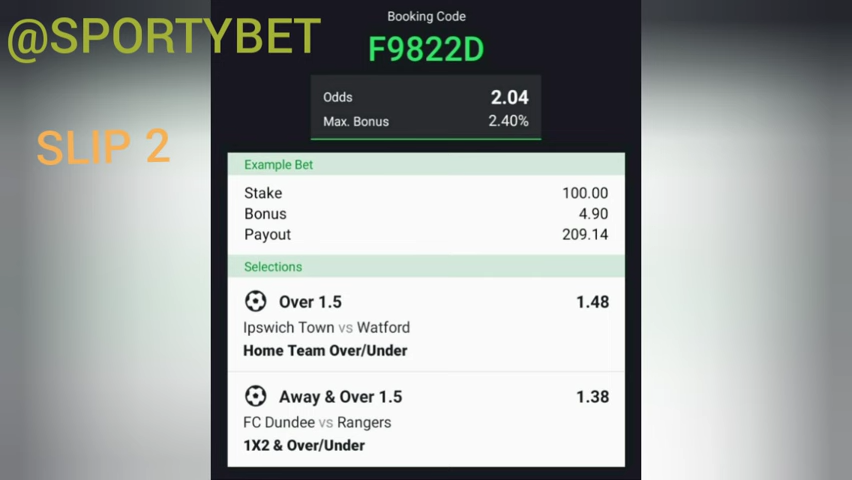 @SPORTYBET
SLIP 2
Booking Code
F9822D
Odds 2.04
Max. Bonus 2.40%
Example Bet
Stake 100.00
Bonus 4.90
Payout 209.14
Selections
Over 1.5 1.48
Ipswich Town vs Watford
Home Team Over/Under
Away & Over 1.5 1.38
FC Dundee vs Rangers
1X2 & Over/Under